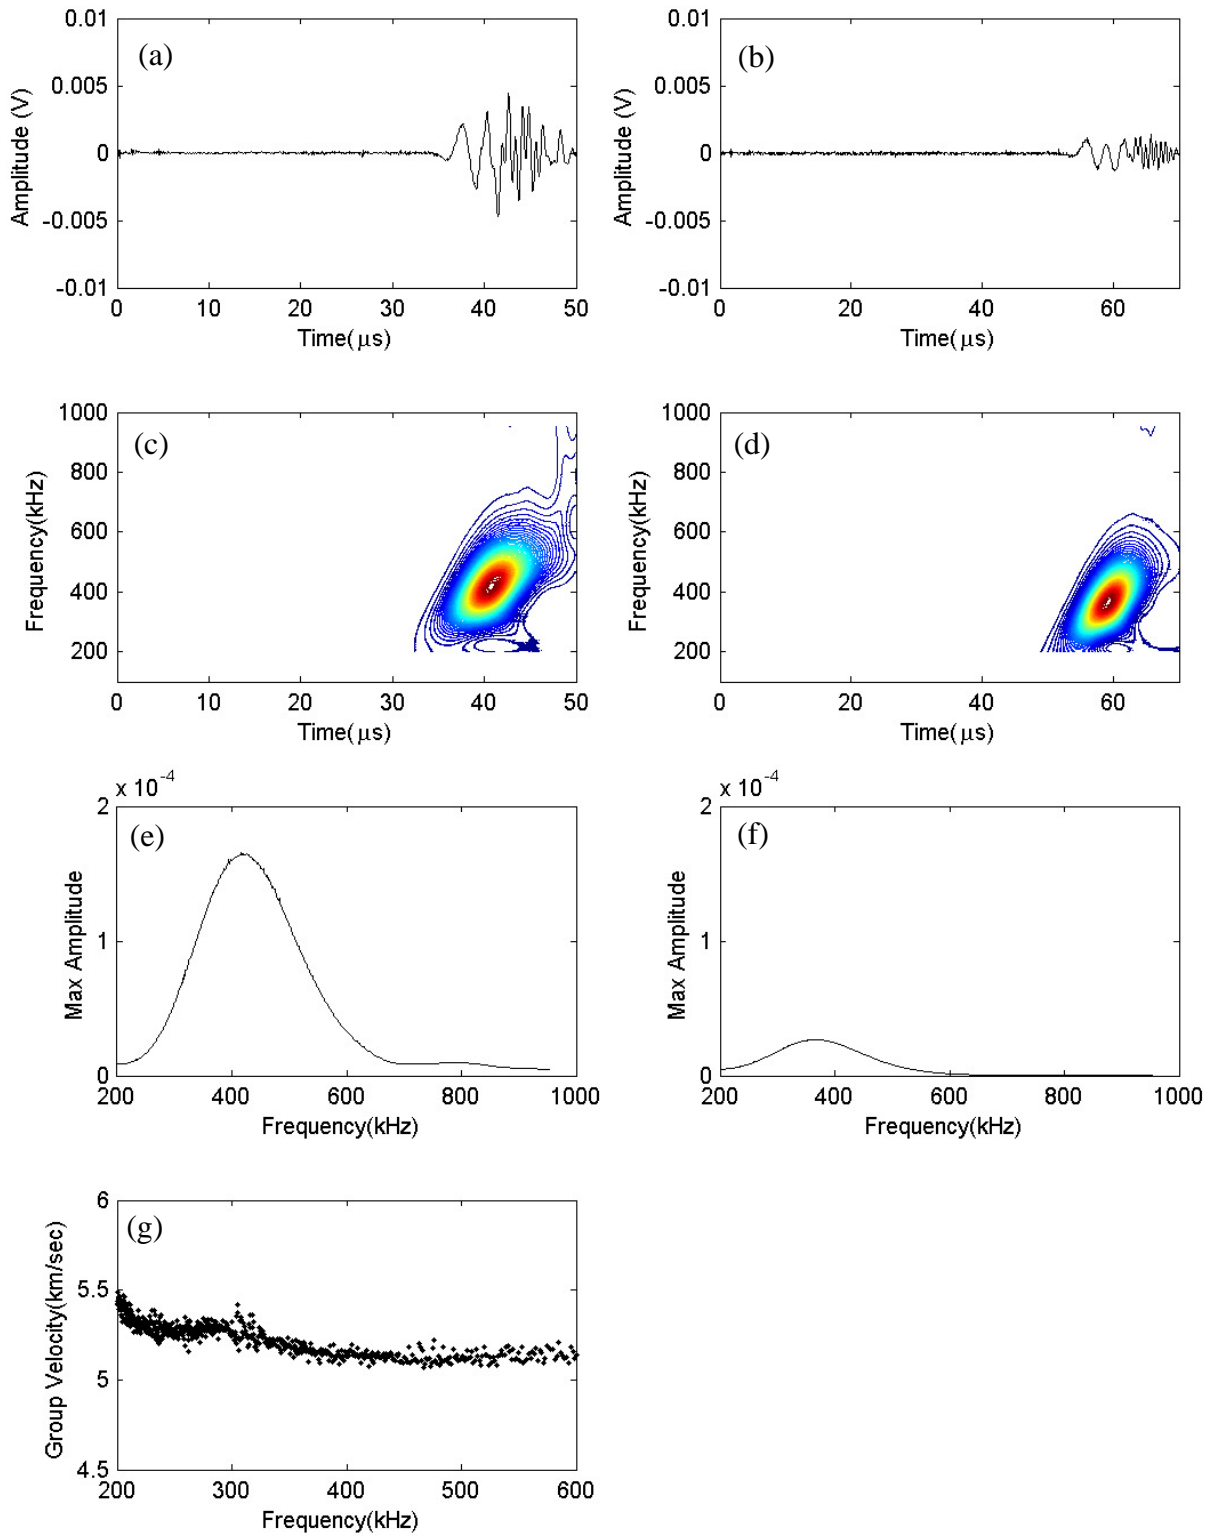 (a)
0.01
0.005
0
-0.005
-0.01
Amplitude (V)
0 10 20 30 40 50
Time(μs)
(b)
0.01
0.005
0
-0.005
-0.01
Amplitude (V)
0 20 40 60
Time(μs)
(c)
1000
800
600
400
200
Frequency(kHz)
0 10 20 30 40 50
Time(μs)
(d)
1000
800
600
400
200
Frequency(kHz)
0 20 40 60
Time(μs)
x 10-4
(e)
2
1
0
Max Amplitude
200 400 600 800 1000
Frequency(kHz)
x 10-4
(f)
2
1
0
Max Amplitude
200 400 600 800 1000
Frequency(kHz)
(g)
6
5.5
5
4.5
Group Velocity(km/sec)
200 300 400 500 600
Frequency(kHz)